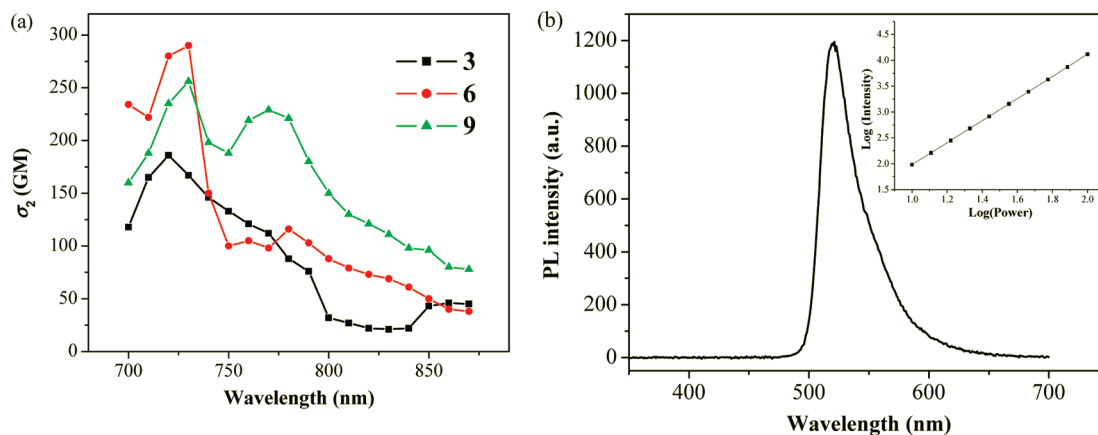 (a)
300
250
200
150
100
50
0
σ2 (GM)
3
6
9
700 750 800 850
Wavelength (nm)
(b)
1200
1000
800
600
400
200
0
PL intensity (a.u.)
400 500 600 700
Wavelength (nm)
4.5
4.0
3.5
3.0
2.5
2.0
1.5
Log (Intensity)
1.0 1.2 1.4 1.6 1.8 2.0
Log(Power)